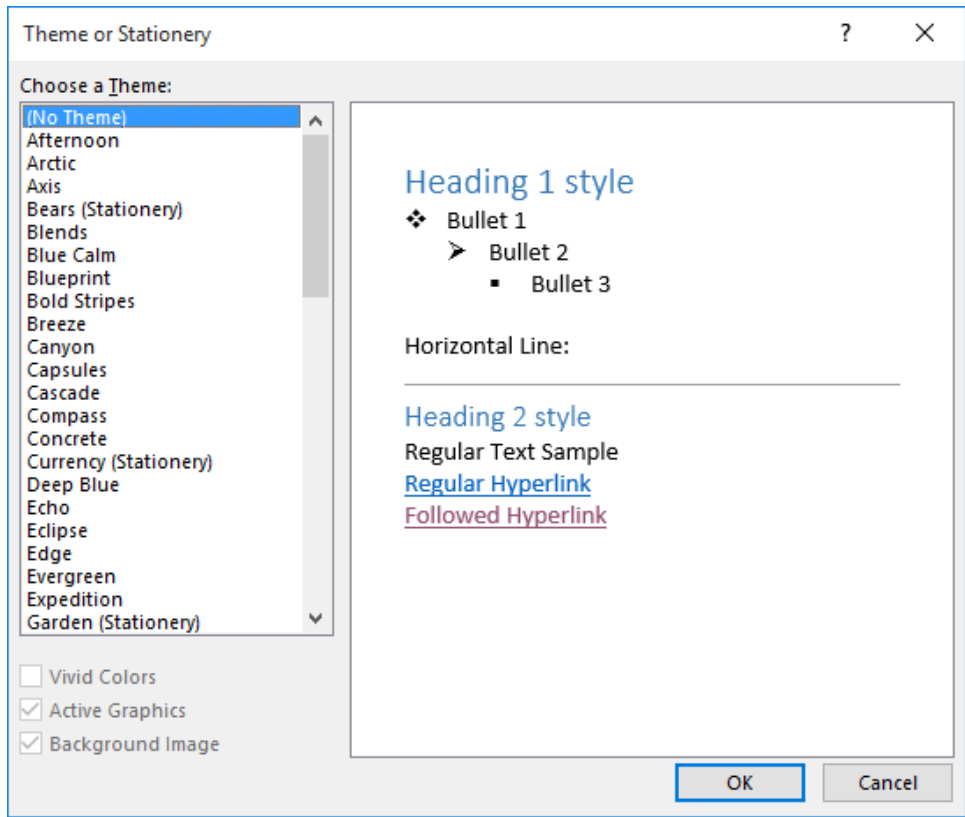 Theme or Stationery
?
Choose a Theme:
(No Theme)
Afternoon
Arctic
Axis
Bears (Stationery)
Blends
Blue Calm
Blueprint
Bold Stripes
Breeze
Canyon
Capsules
Cascade
Compass
Concrete
Currency (Stationery)
Deep Blue
Echo
Eclipse
Edge
Evergreen
Expedition
Garden (Stationery)
Vivid Colors
Active Graphics
Background Image
Heading 1 style
Bullet 1
Bullet 2
Bullet 3
Horizontal Line:
Heading 2 style
Regular Text Sample
Regular Hyperlink
Followed Hyperlink
OK
Cancel